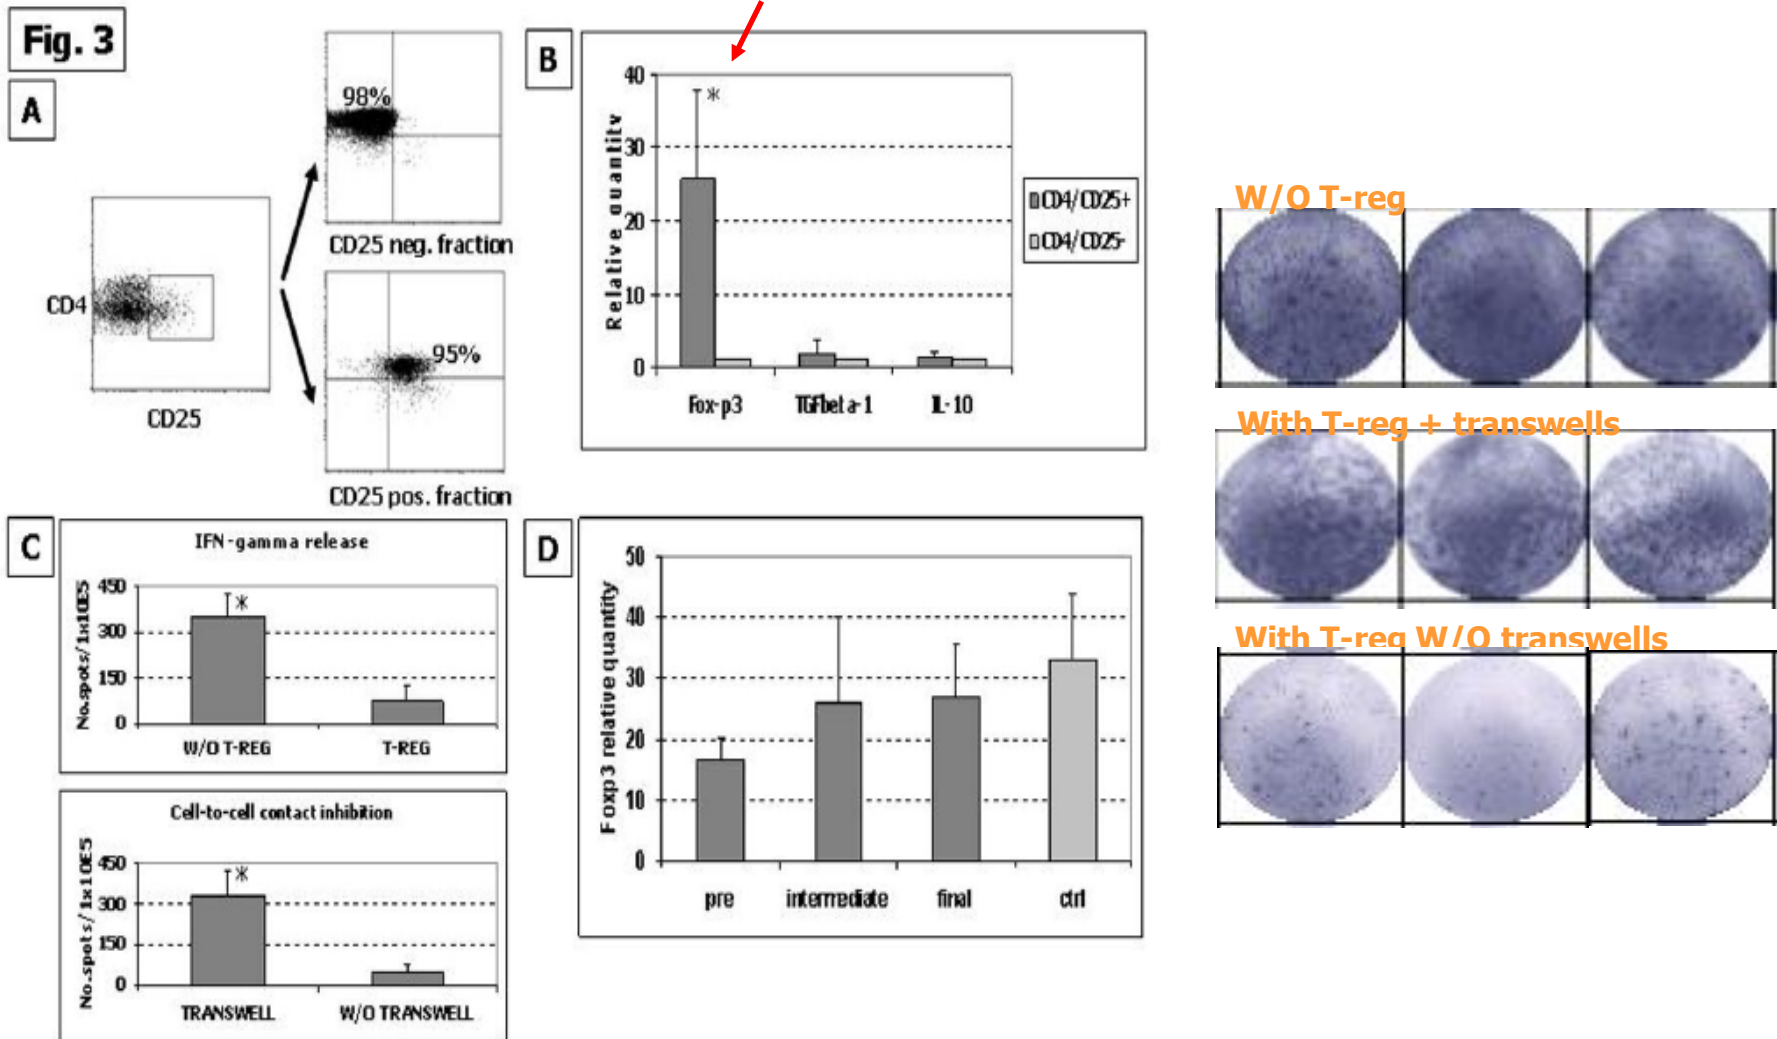 Fig. 3
A
98%
CD25 neg. fraction
CD4
CD25
95%
CD25 pos. fraction
B
Relative quantity
40
30
20
10
0
*
Fox-p3
TGFbeta-1
IL-10
CD4/CD25+
CD4/CD25-
C
IFN-gamma release
No.spots/1x10E5
450
300
150
0
*
W/O T-REG
T-REG
Cell-to-cell contact inhibition
No.spots/1x10E5
450
300
150
0
*
TRANSWELL
W/O TRANSWELL
D
Foxp3 relative quantity
50
40
30
20
10
0
pre
intermediate
final
ctrl
W/O T-reg
With T-reg + transwells
With T-reg W/O transwells